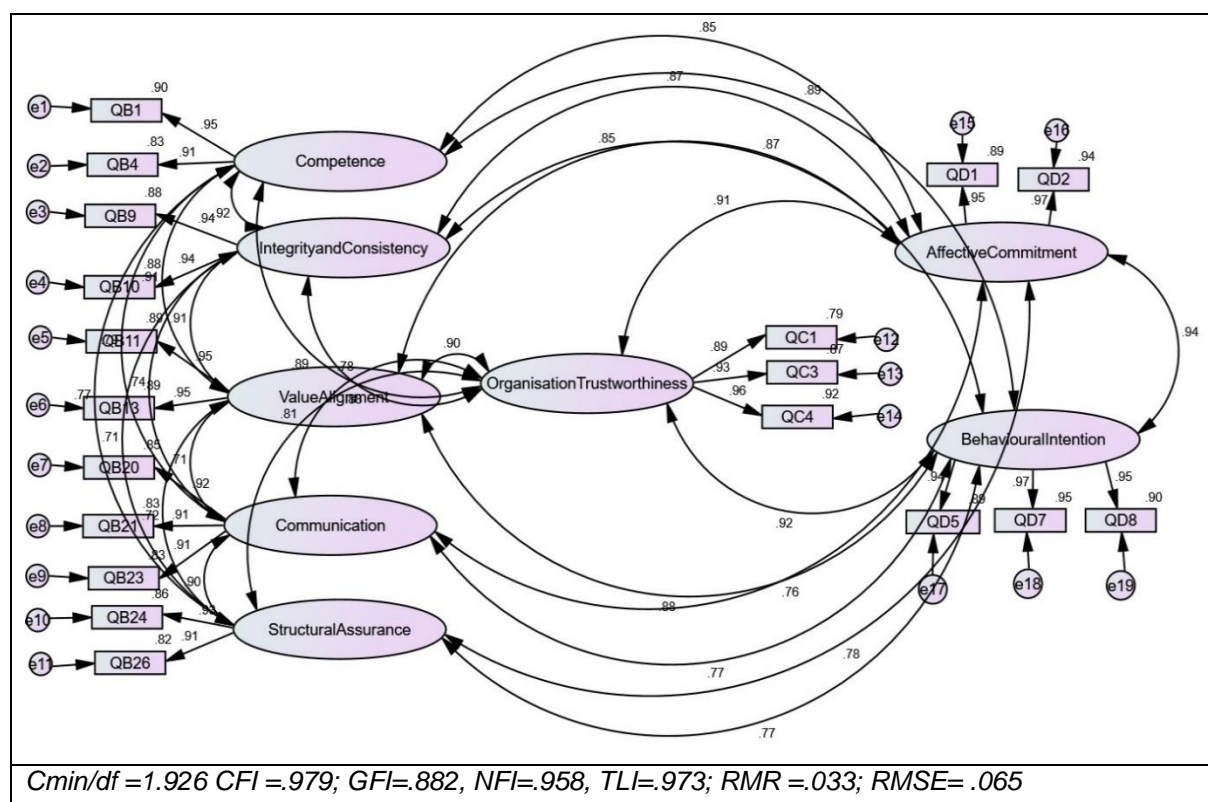 .85
.87
.89
.90
e1
QB1
.95
e15
e16
.83
Competence
.85
.87
.89
.94
e2
QB4
.91
QD1
QD2
.88
.95
.97
e3
QB9
.94
.92
.91
IntegrityandConsistency
AffectiveCommitment
.94
.88
e4
QB10
.91
.89
.91
.79
QC1
e12
.94
e5
QB11
.95
.89
.78
.90
.89
.87
OrganisationTrustworthiness
.93
QC3
e13
.74
.89
.95
ValueAlignment
.96
.92
e6
QB13
.77
.81
QC4
e14
.71
BehaviouralIntention
.85
.71
e7
QB20
.92
.94
.89
.97
.95
.95
.90
.83
.72
.91
Communication
.92
QD5
QD7
QD8
e8
QB21
.83
.91
e9
QB23
.90
.76
e17
e18
e19
.86
.88
e10
QB24
.93
StructuralAssurance
.82
.91
.78
e11
QB26
.77
.77
Cmin/df =1.926 CFI =.979; GFI=.882, NFI=.958, TLI=.973; RMR =.033; RMSE= .065